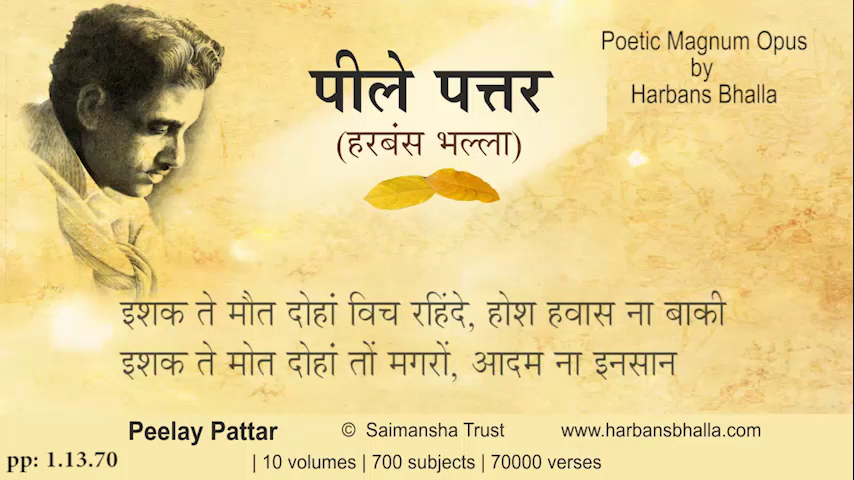 पीले पत्तर
(हरबंस भल्ला)
Poetic Magnum Opus
by
Harbans Bhalla
इशक ते मौत दोहां विच रहिंदे, होश हवास ना बाकी
इशक ते मोत दोहां तों मगरों, आदम ना इनसान
Peelay Pattar © Saimansha Trust www.harbansbhalla.com
pp: 1.13.70 | 10 volumes | 700 subjects | 70000 verses